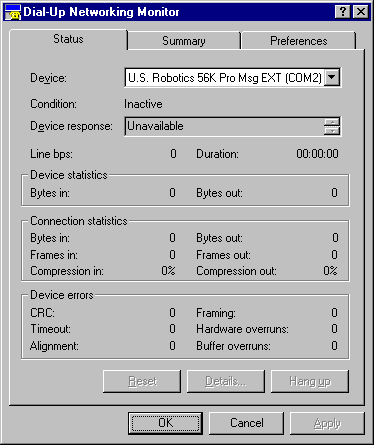 Dial-Up Networking Monitor
Status Summary Preferences
Device: U.S. Robotics 56K Pro Msg EXT (COM2)
Condition: Inactive
Device response: Unavailable
Line bps: 0 Duration: 00:00:00
Device statistics
Bytes in: 0 Bytes out: 0
Connection statistics
Bytes in: 0 Bytes out: 0
Frames in: 0 Frames out: 0
Compression in: 0% Compression out: 0%
Device errors
CRC: 0 Framing: 0
Timeout: 0 Hardware overruns: 0
Alignment: 0 Buffer overruns: 0
Reset Details... Hang up
OK Cancel Apply